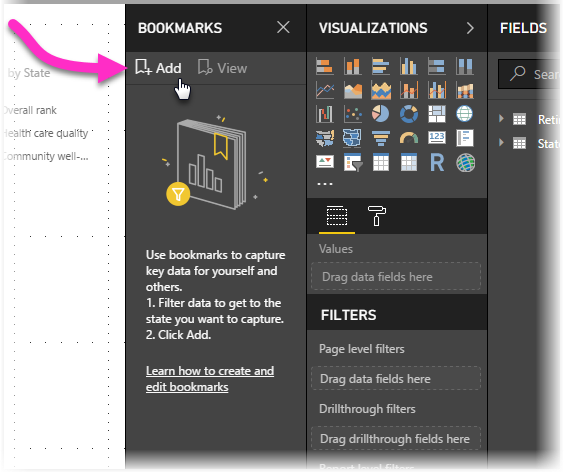 BOOKMARKS
Add
View
Use bookmarks to capture
key data for yourself and
others.
1. Filter data to get to the
state you want to capture.
2. Click Add.
Learn how to create and
edit bookmarks
by State
Overall rank
Health care quality
Community well-...
VISUALIZATIONS
123
R
...
Values
Drag data fields here
FILTERS
Page level filters
Drag data fields here
Drillthrough filters
Drag drillthrough fields here
Report level filters
FIELDS
Sear
Reti
State